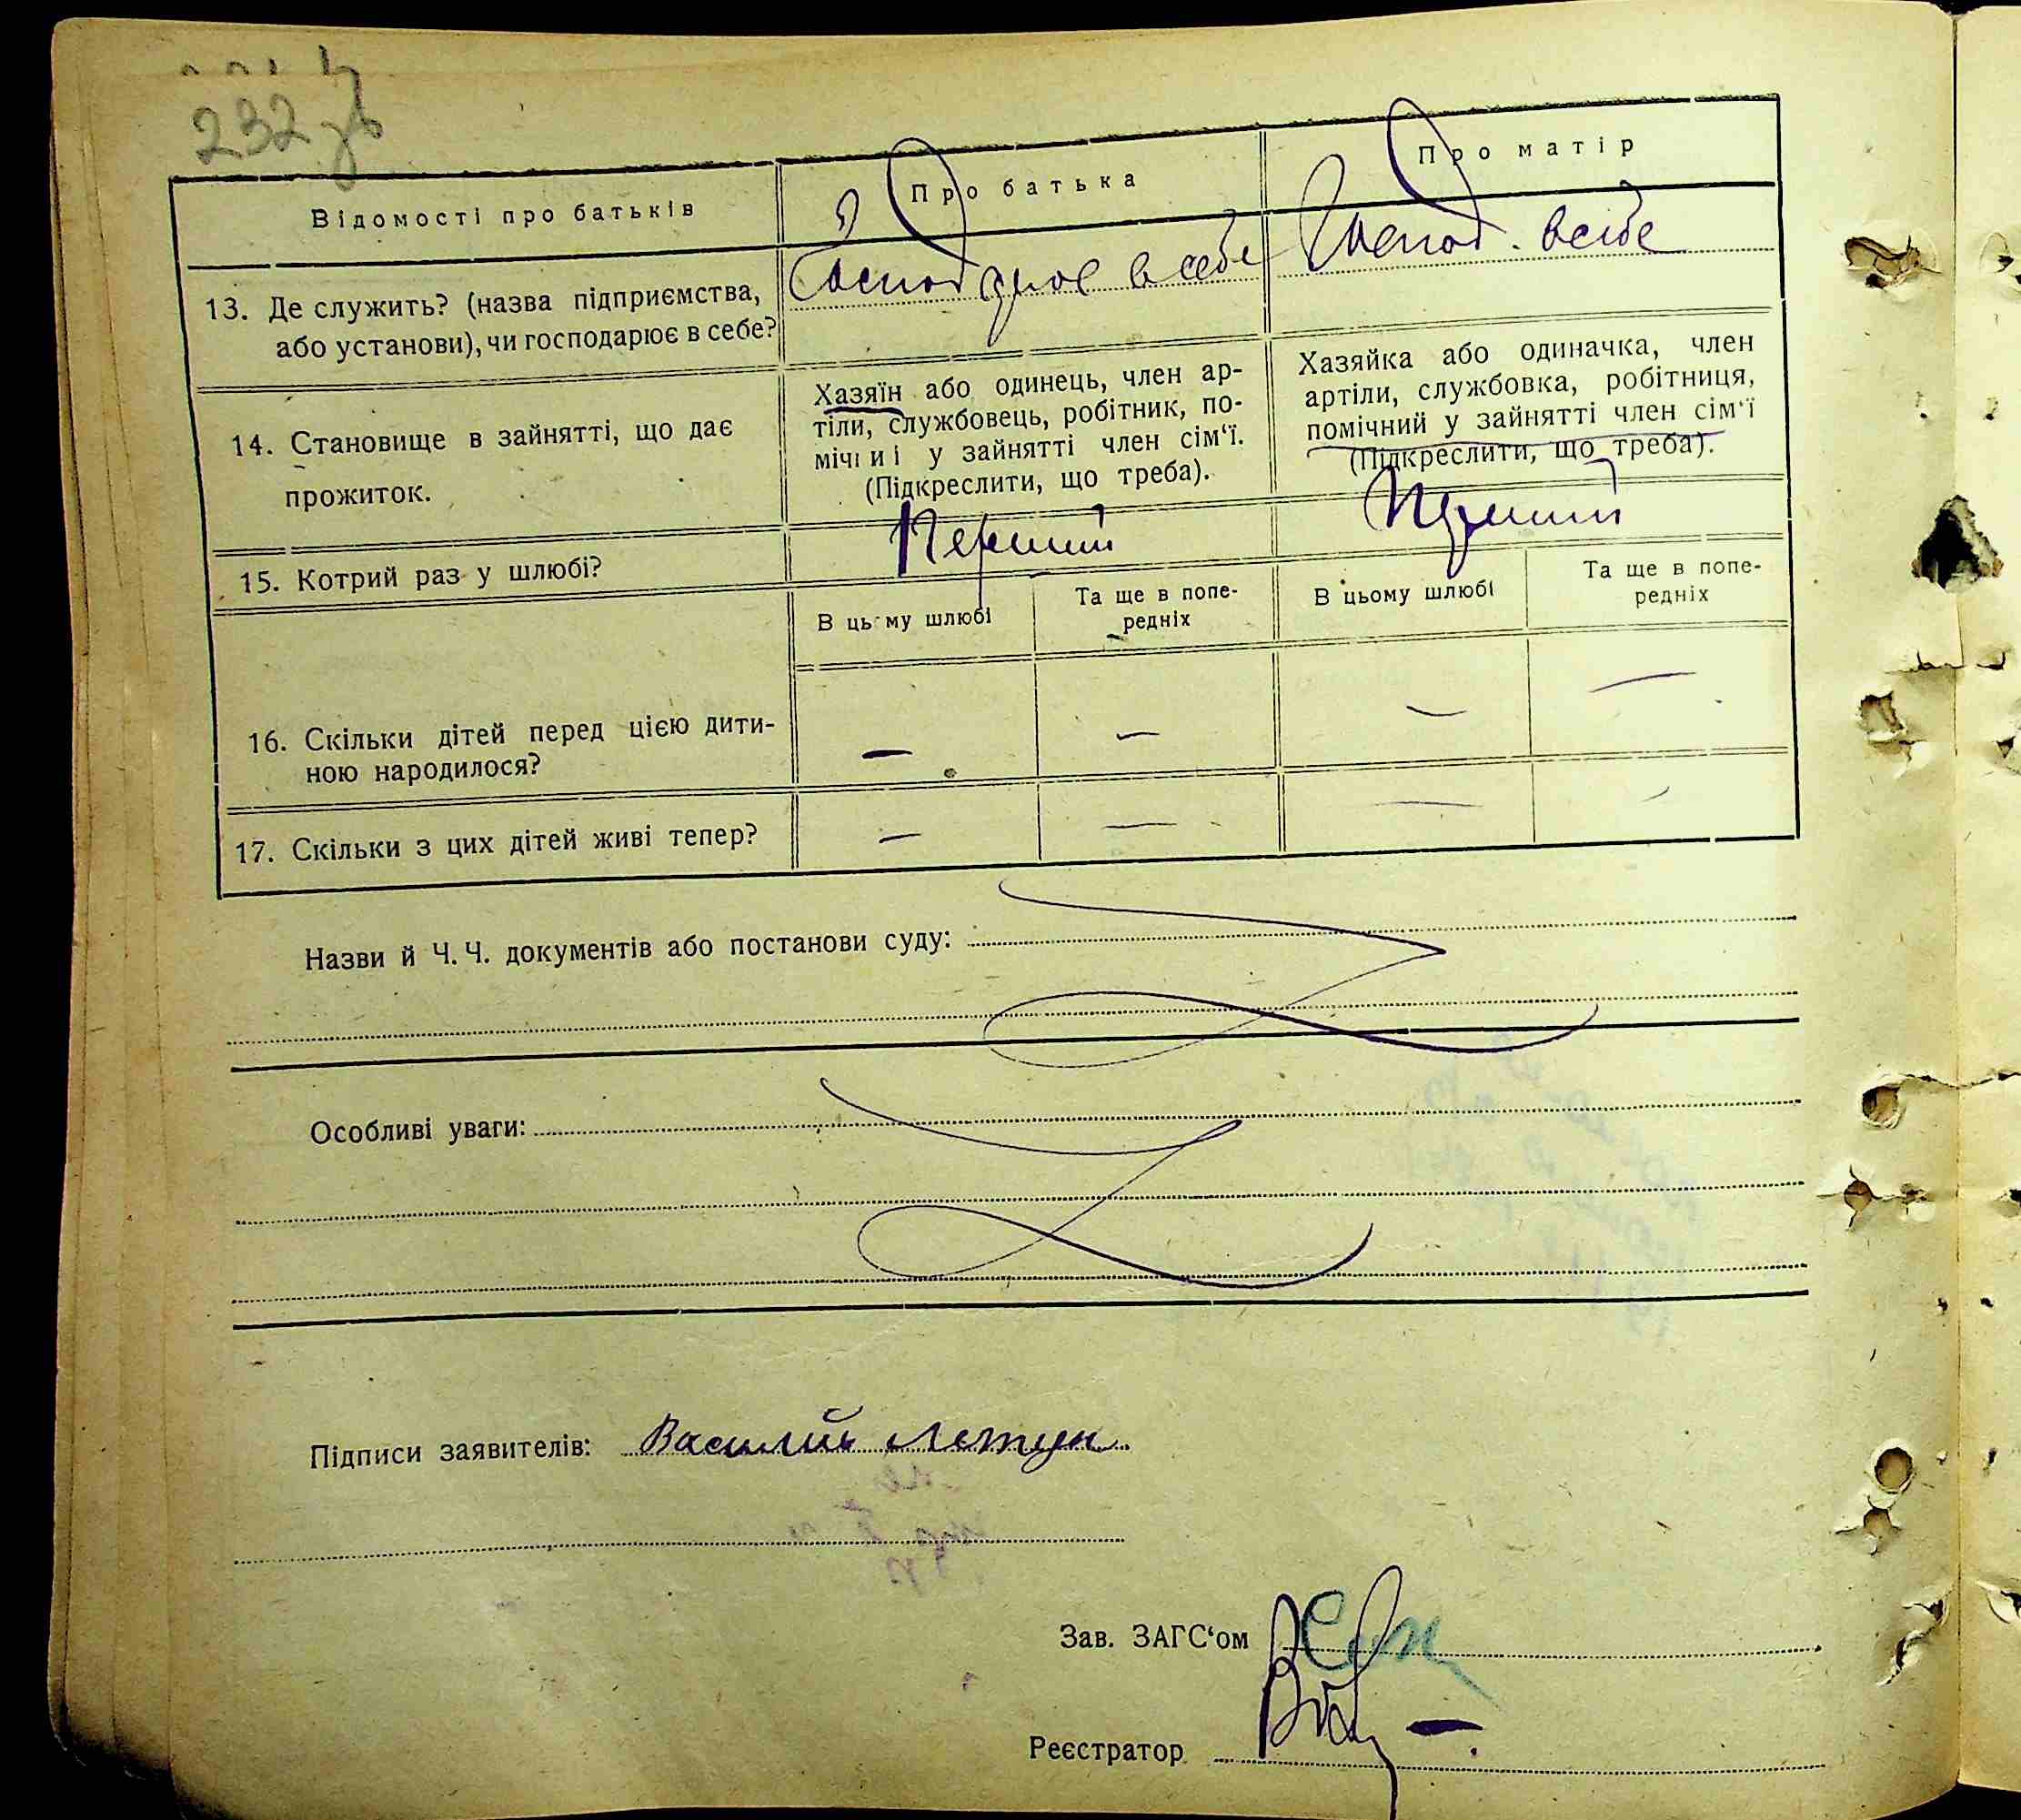 232 зв
Відомості про батьків
Про батька
Про матір
13. Де служить? (назва підприємства,
або установи), чи господарює в себе?
Господарює в себе
Господ. в себе
14. Становище в зайнятті, що дає
прожиток.
Хазяїн або одинець, член ар-
тіли, службовець, робітник, по-
мічниі у зайнятті член сім‘ї.
(Підкреслити, що треба).
Хазяйка або одиначка, член
артіли, службовка, робітниця,
помічний у зайнятті член сім‘ї
(Підкреслити, що треба).
15. Котрий раз у шлюбі?
Перший
Перший
В цьому шлюбі
Та ще в попе-
редніх
В цьому шлюбі
Та ще в попе-
редніх
16. Скільки дітей перед цією дити-
ною народилося?
— — — —
17. Скільки з цих дітей живі тепер?
— — — —
Назви й Ч. Ч. документів або постанови суду:
Особливі уваги:
Підписи заявителів: Василий Летун
Зав. ЗАГС‘ом
Реєстратор